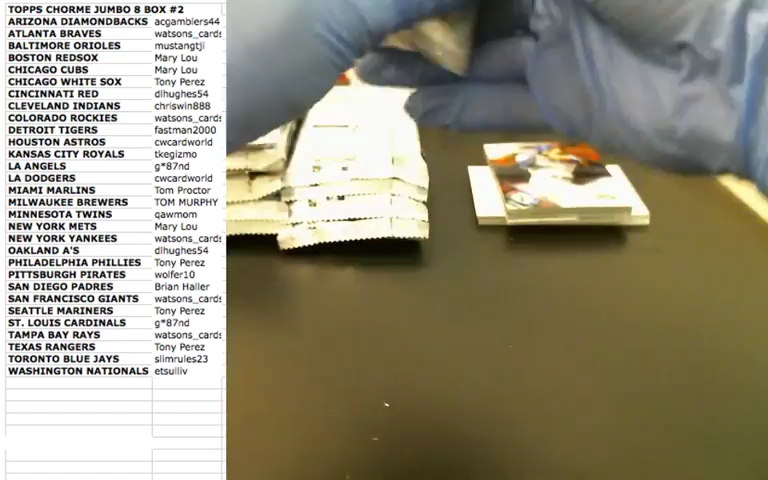 TOPPS CHORME JUMBO 8 BOX #2
ARIZONA DIAMONDBACKS acgamblers44
ATLANTA BRAVES watsons_cards
BALTIMORE ORIOLES mustangtjl
BOSTON REDSOX Mary Lou
CHICAGO CUBS Mary Lou
CHICAGO WHITE SOX Tony Perez
CINCINNATI RED dlhughes54
CLEVELAND INDIANS chriswin888
COLORADO ROCKIES watsons_cards
DETROIT TIGERS fastman2000
HOUSTON ASTROS cwcardworld
KANSAS CITY ROYALS tkegizmo
LA ANGELS g*87nd
LA DODGERS cwcardworld
MIAMI MARLINS Tom Proctor
MILWAUKEE BREWERS TOM MURPHY
MINNESOTA TWINS qawmom
NEW YORK METS Mary Lou
NEW YORK YANKEES watsons_cards
OAKLAND A'S dlhughes54
PHILADELPHIA PHILLIES Tony Perez
PITTSBURGH PIRATES wolfer10
SAN DIEGO PADRES Brian Haller
SAN FRANCISCO GIANTS watsons_cards
SEATTLE MARINERS Tony Perez
ST. LOUIS CARDINALS g*87nd
TAMPA BAY RAYS watsons_cards
TEXAS RANGERS Tony Perez
TORONTO BLUE JAYS slimrules23
WASHINGTON NATIONALS etsulliv